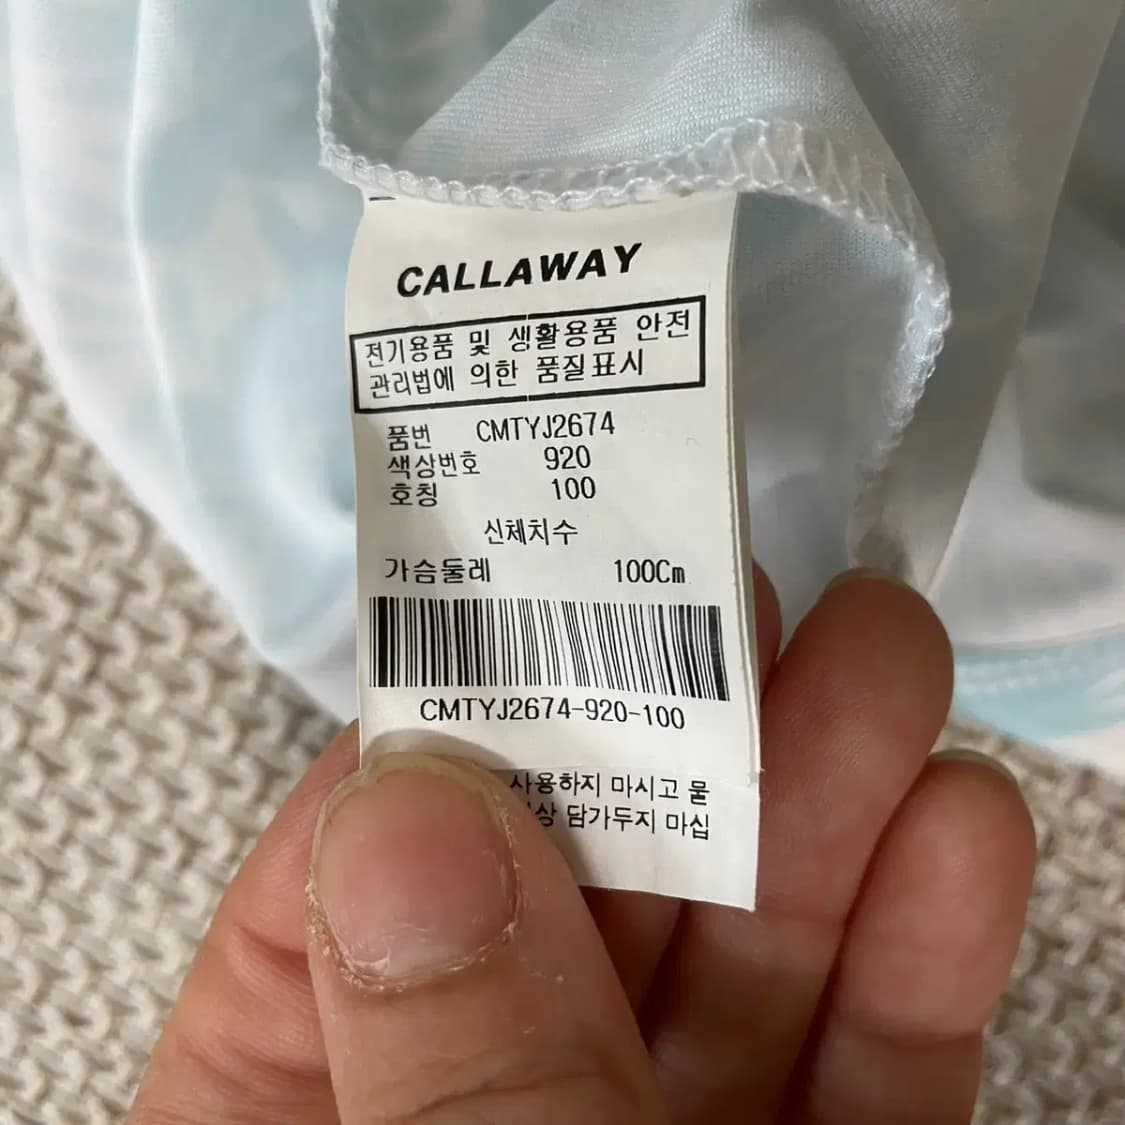 CALLAWAY
전기용품 및 생활용품 안전
관리법에 의한 품질표시
품번 CMTYJ2674
색상번호 920
호칭 100
신체치수
가슴둘레 100Cm
CMTYJ2674-920-100
사용하지 마시고 물
담가두지 마십